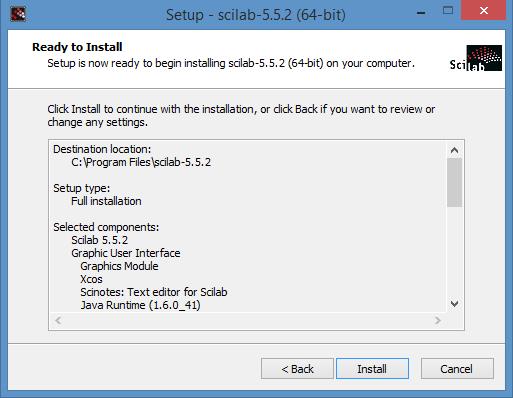 Setup - scilab-5.5.2 (64-bit)
Ready to Install
Setup is now ready to begin installing scilab-5.5.2 (64-bit) on your computer.
Scilab
Click Install to continue with the installation, or click Back if you want to review or
change any settings.
Destination location:
C:\Program Files\scilab-5.5.2
Setup type:
Full installation
Selected components:
Scilab 5.5.2
Graphic User Interface
Graphics Module
Xcos
Scinotes: Text editor for Scilab
Java Runtime (1.6.0_41)
< Back
Install
Cancel